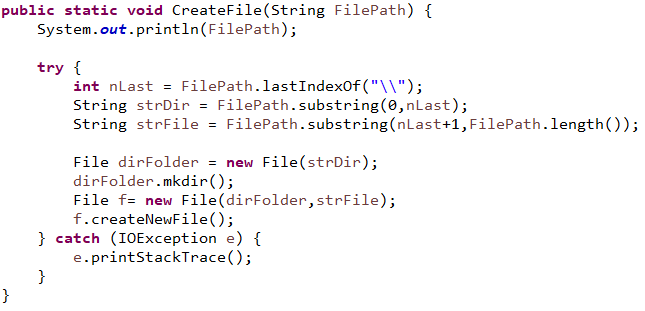 public static void CreateFile(String FilePath) {
    System.out.println(FilePath);

    try {
        int nLast = FilePath.lastIndexOf("\\");
        String strDir = FilePath.substring(0,nLast);
        String strFile = FilePath.substring(nLast+1,FilePath.length());

        File dirFolder = new File(strDir);
        dirFolder.mkdir();
        File f= new File(dirFolder,strFile);
        f.createNewFile();
    } catch (IOException e) {
        e.printStackTrace();
    }
}